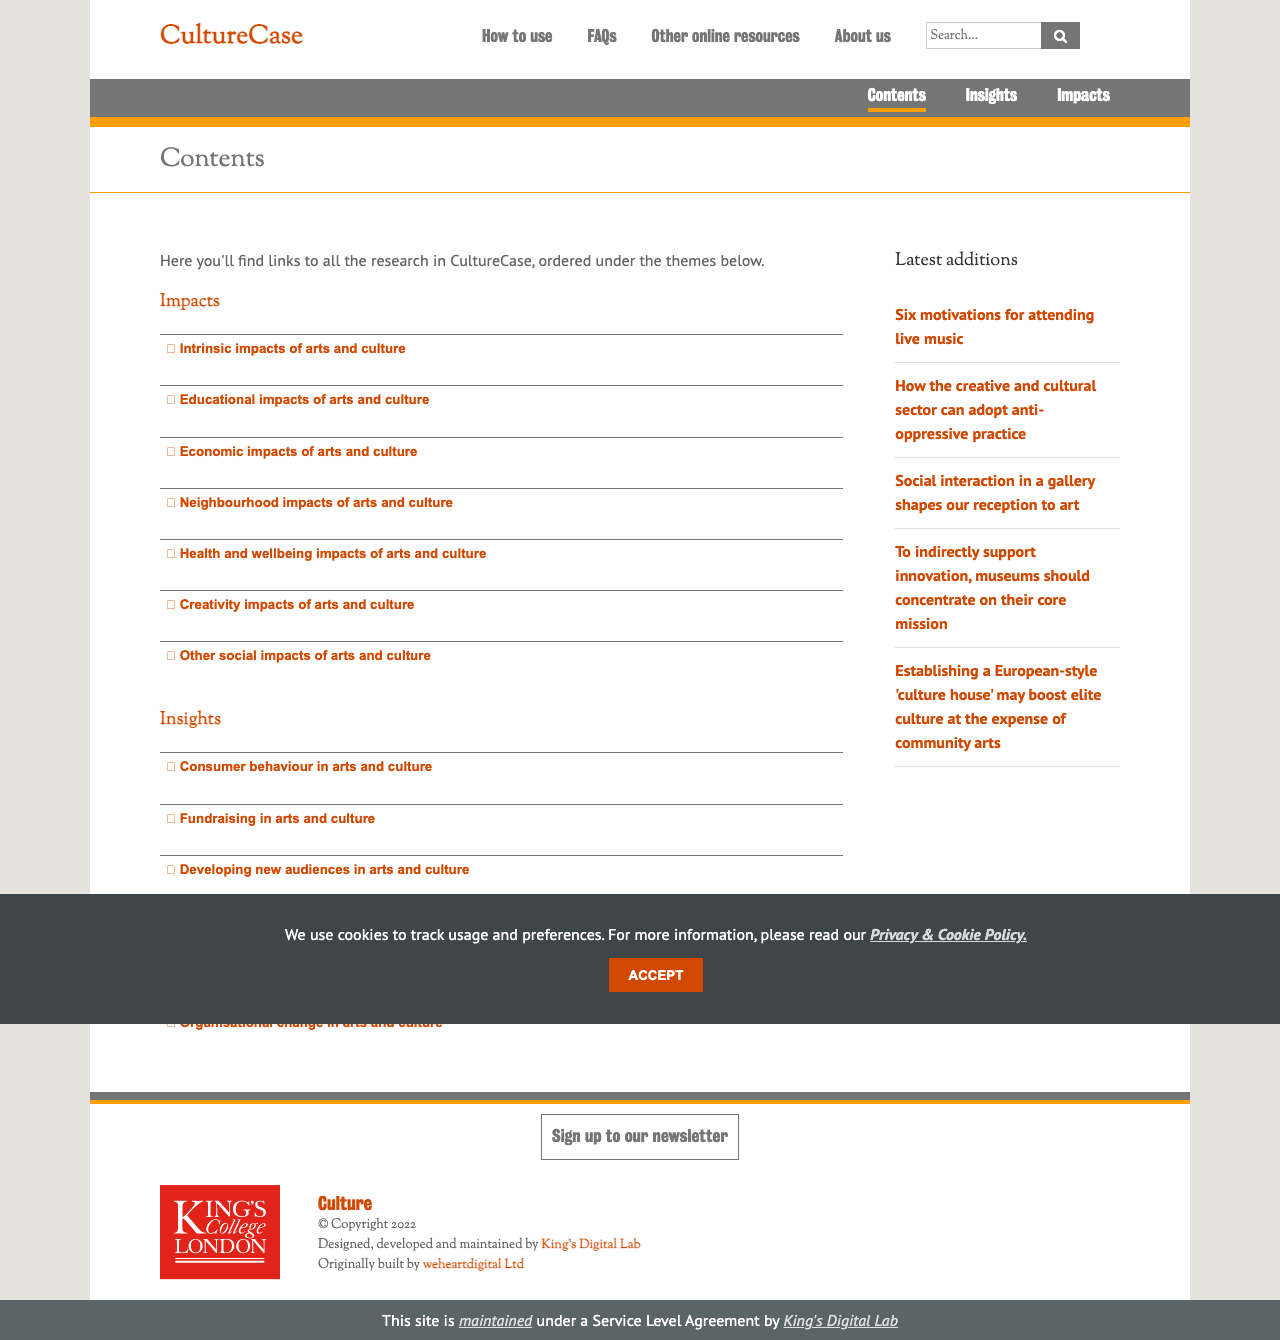 CultureCase
How to use
FAQs
Other online resources
About us
Search...
Contents
Insights
Impacts
Contents
Here you'll find links to all the research in CultureCase, ordered under the themes below.
Impacts
Intrinsic impacts of arts and culture
Educational impacts of arts and culture
Economic impacts of arts and culture
Neighbourhood impacts of arts and culture
Health and wellbeing impacts of arts and culture
Creativity impacts of arts and culture
Other social impacts of arts and culture
Insights
Consumer behaviour in arts and culture
Fundraising in arts and culture
Developing new audiences in arts and culture
Latest additions
Six motivations for attending
live music
How the creative and cultural
sector can adopt anti-
oppressive practice
Social interaction in a gallery
shapes our reception to art
To indirectly support
innovation, museums should
concentrate on their core
mission
Establishing a European-style
'culture house' may boost elite
culture at the expense of
community arts
We use cookies to track usage and preferences. For more information, please read our Privacy & Cookie Policy.
ACCEPT
Organisational change in arts and culture
Sign up to our newsletter
KING'S
College
LONDON
Culture
© Copyright 2022
Designed, developed and maintained by King's Digital Lab
Originally built by weheartdigital Ltd
This site is maintained under a Service Level Agreement by King's Digital Lab